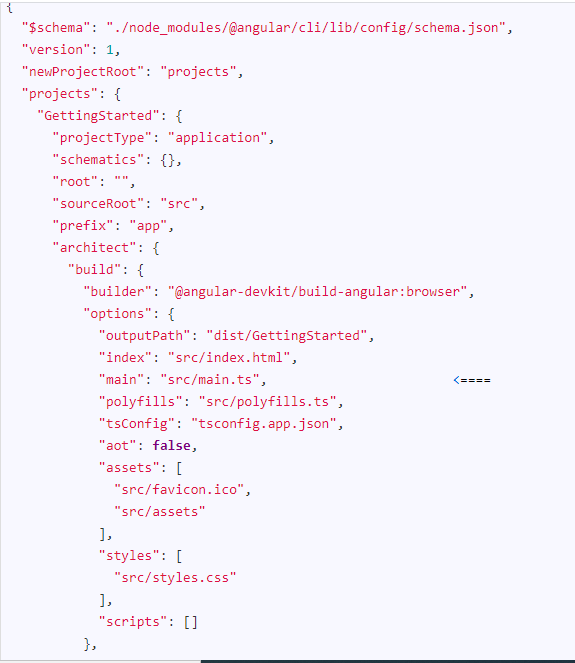 {
  "$schema": "./node_modules/@angular/cli/lib/config/schema.json",
  "version": 1,
  "newProjectRoot": "projects",
  "projects": {
    "GettingStarted": {
      "projectType": "application",
      "schematics": {},
      "root": "",
      "sourceRoot": "src",
      "prefix": "app",
      "architect": {
        "build": {
          "builder": "@angular-devkit/build-angular:browser",
          "options": {
            "outputPath": "dist/GettingStarted",
            "index": "src/index.html",
            "main": "src/main.ts",                        <====
            "polyfills": "src/polyfills.ts",
            "tsConfig": "tsconfig.app.json",
            "aot": false,
            "assets": [
              "src/favicon.ico",
              "src/assets"
            ],
            "styles": [
              "src/styles.css"
            ],
            "scripts": []
          },